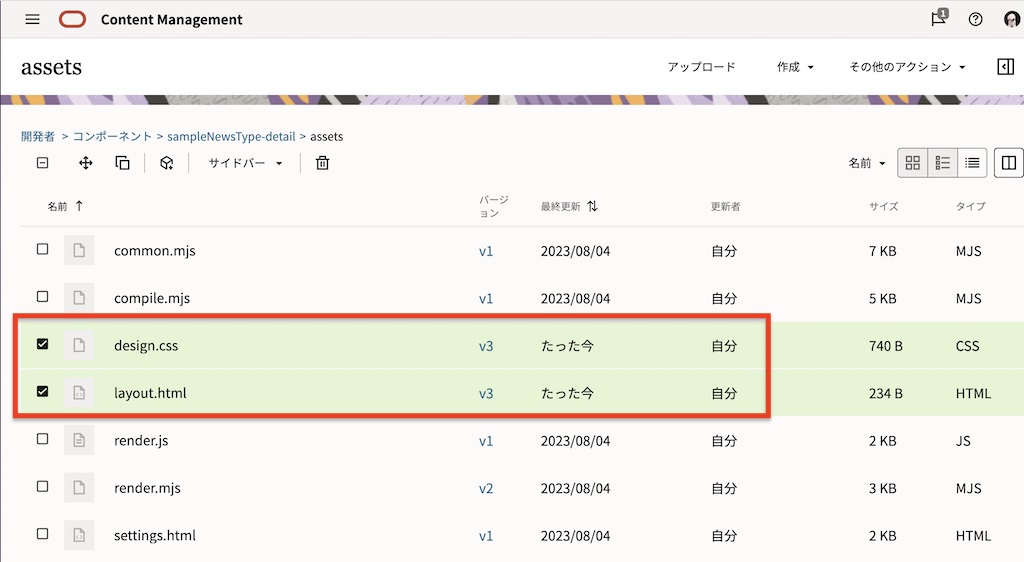 Content Management
1
assets
アップロード 作成 その他のアクション
開発者 > コンポーネント > sampleNewsType-detail > assets
サイドバー 名前
名前 バージョン 最終更新 更新者 サイズ タイプ
common.mjs v1 2023/08/04 自分 7 KB MJS
compile.mjs v1 2023/08/04 自分 5 KB MJS
design.css v3 たった今 自分 740 B CSS
layout.html v3 たった今 自分 234 B HTML
render.js v1 2023/08/04 自分 2 KB JS
render.mjs v2 2023/08/04 自分 3 KB MJS
settings.html v1 2023/08/04 自分 2 KB HTML